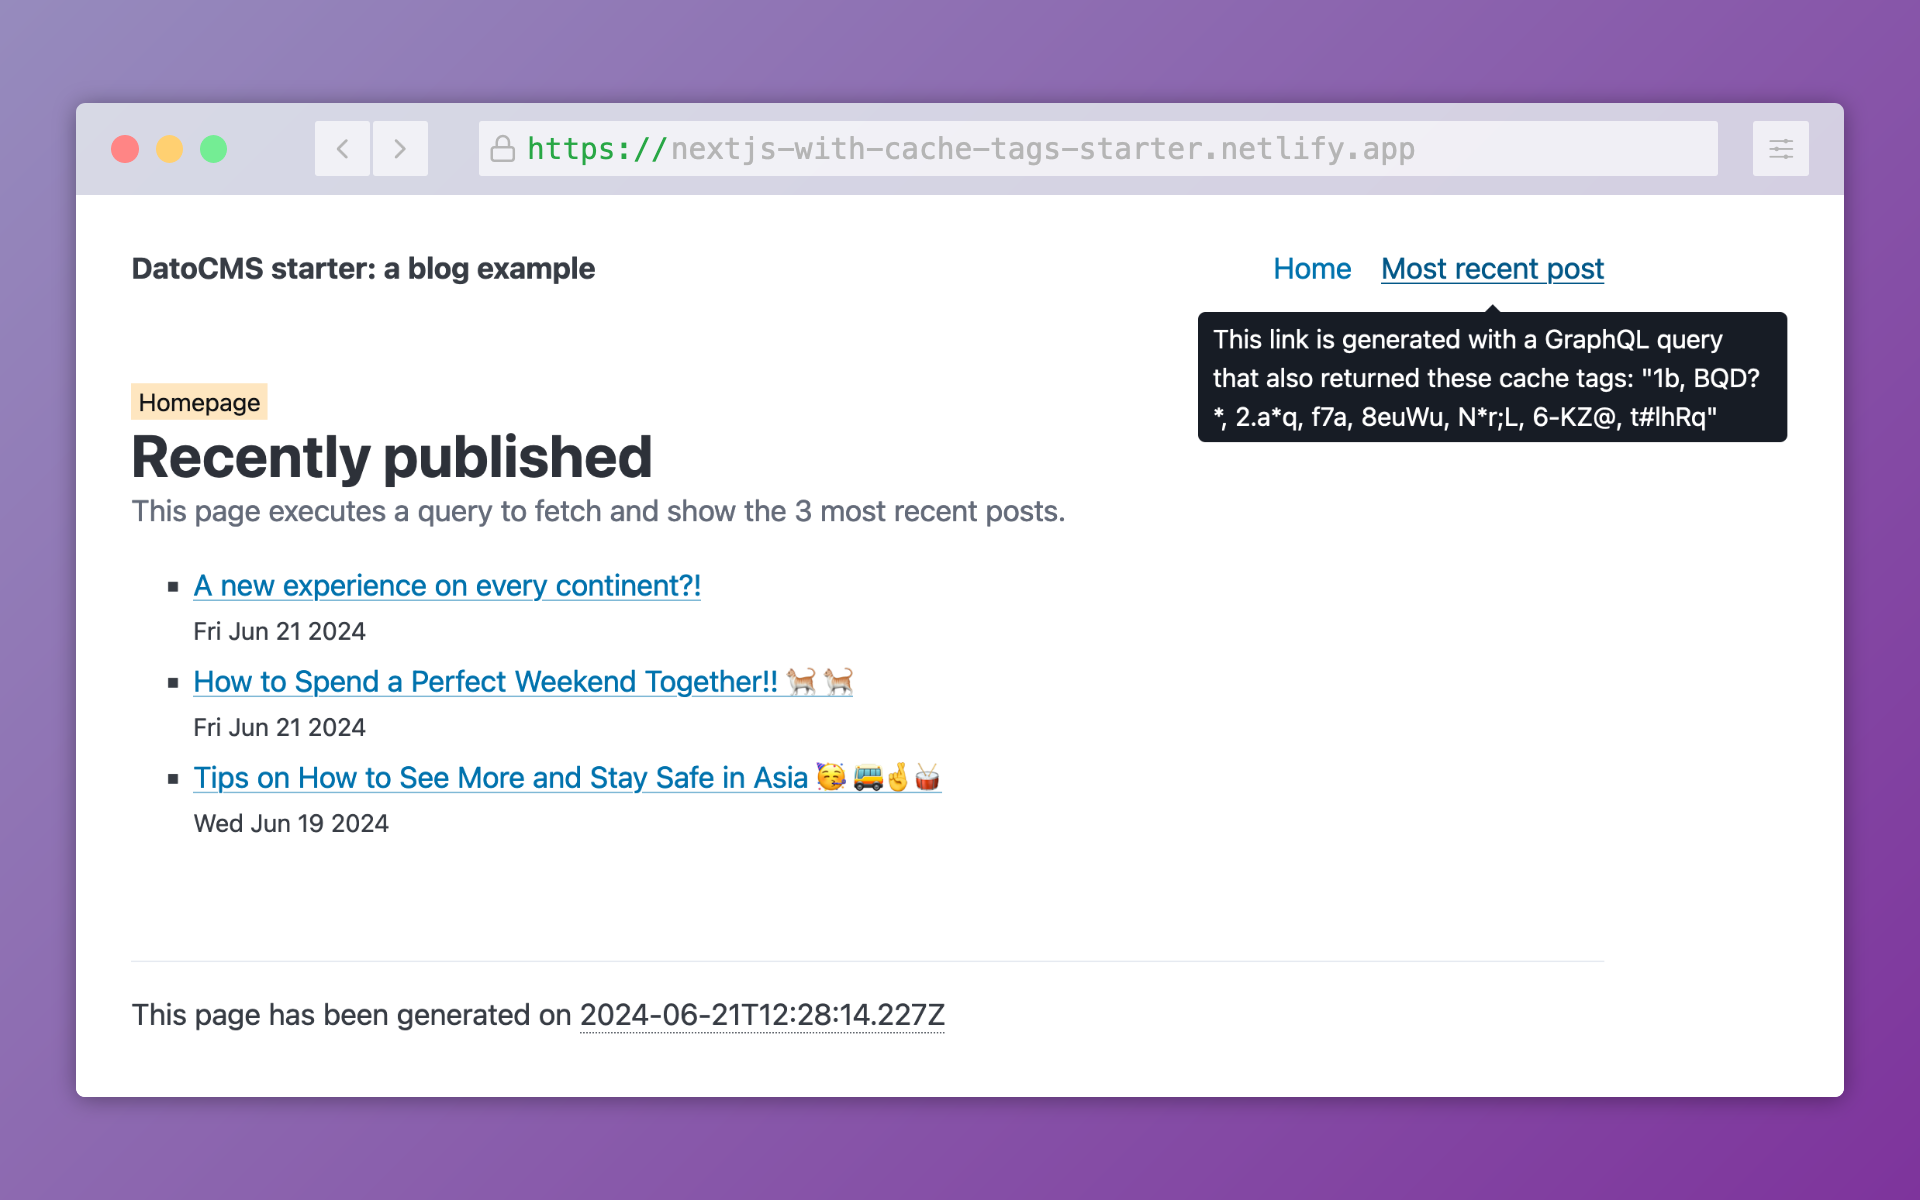 https://nextjs-with-cache-tags-starter.netlify.app
DatoCMS starter: a blog example
Home Most recent post
This link is generated with a GraphQL query
that also returned these cache tags: "1b, BQD?
*, 2.a*q, f7a, 8euWu, N*r;L, 6-KZ@, t#lhRq"
Homepage
Recently published
This page executes a query to fetch and show the 3 most recent posts.
A new experience on every continent?!
Fri Jun 21 2024
How to Spend a Perfect Weekend Together!! 🐈🐈
Fri Jun 21 2024
Tips on How to See More and Stay Safe in Asia 🥳🚌🤞🥁
Wed Jun 19 2024
This page has been generated on 2024-06-21T12:28:14.227Z